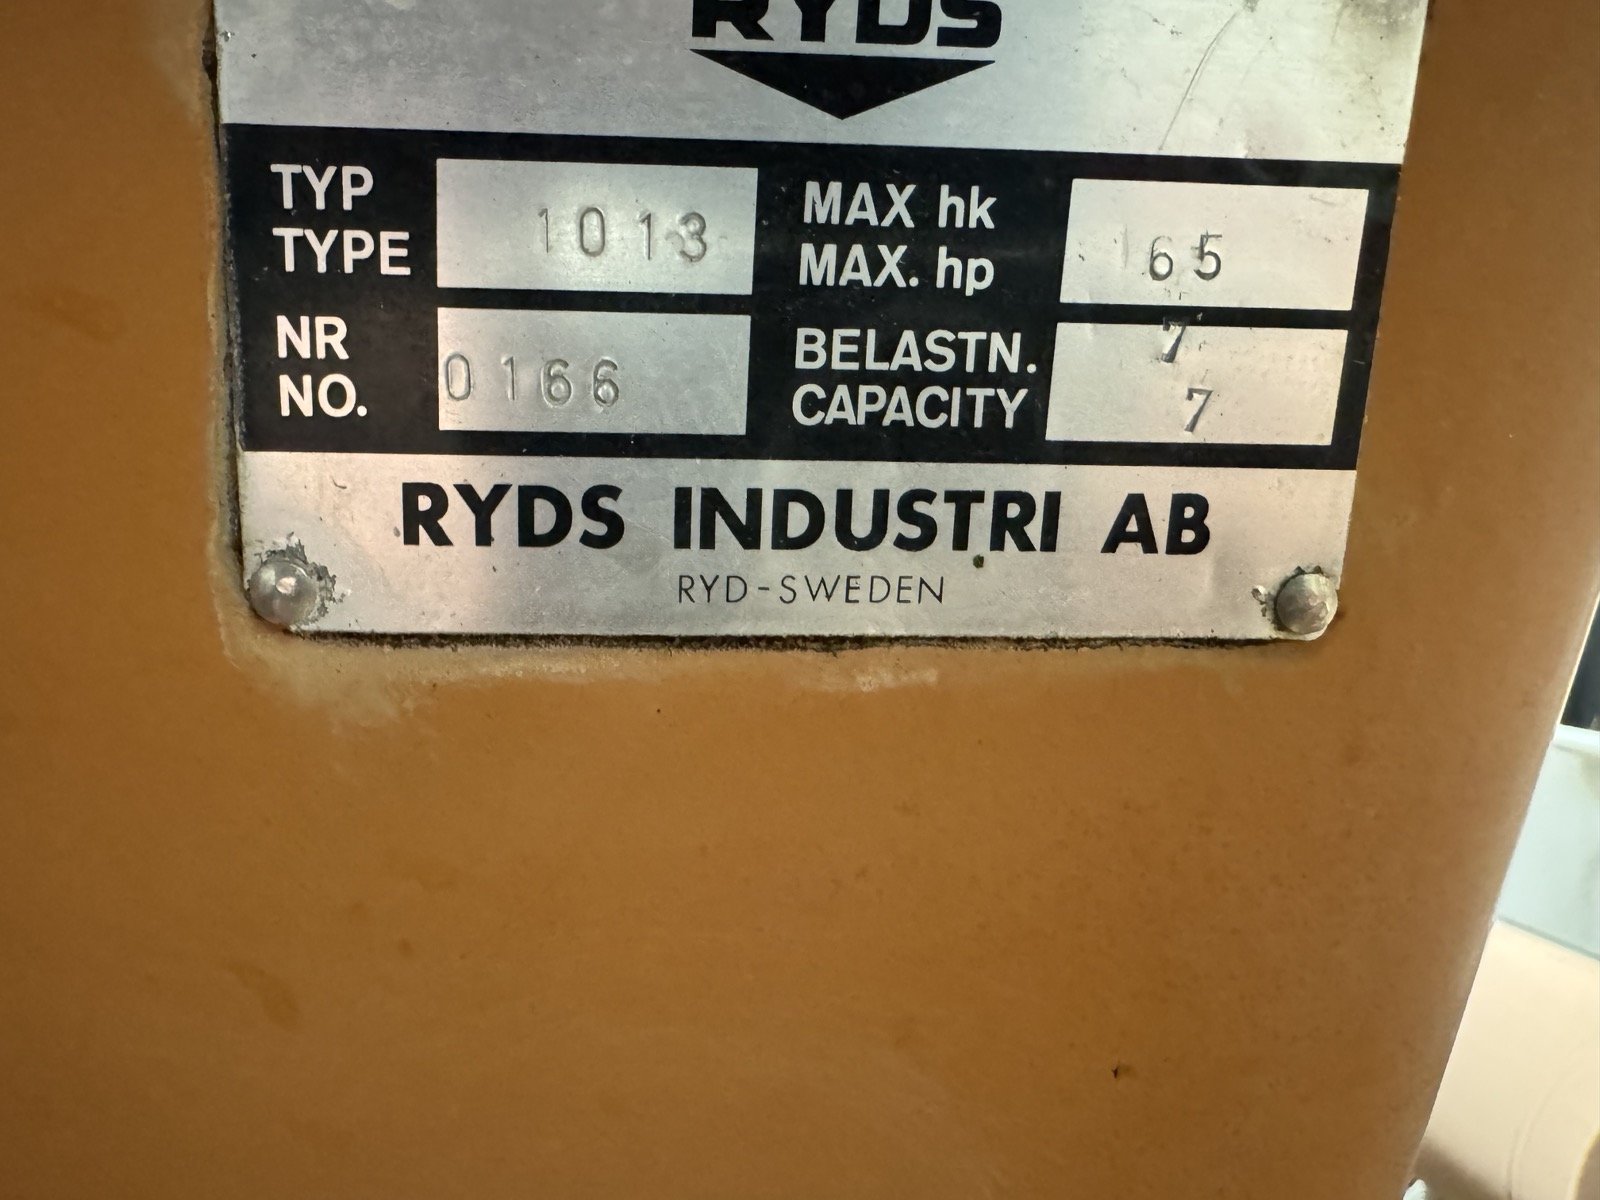 RYDS
TYP
TYPE
1013
MAX hk
MAX. hp
65
NR
NO.
0166
BELASTN.
CAPACITY
7
7
RYDS INDUSTRI AB
RYD-SWEDEN